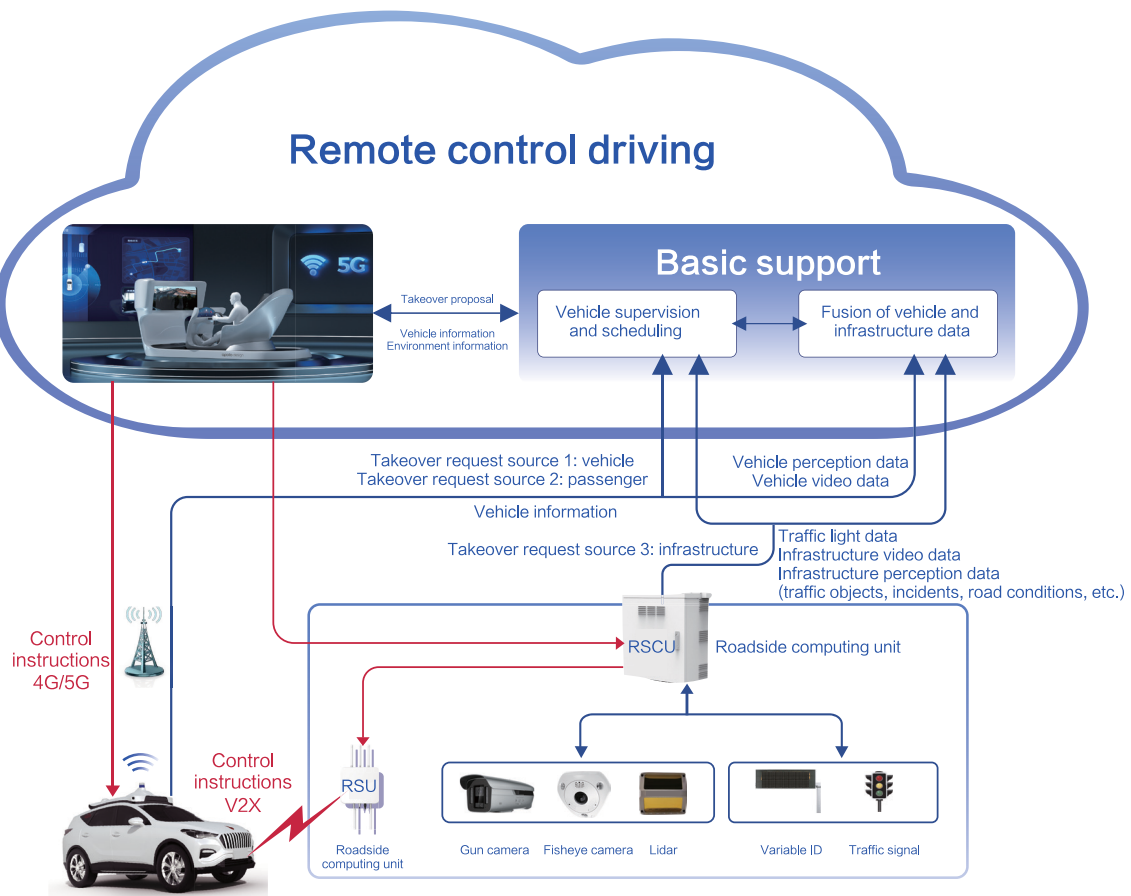 Remote control driving
5G
Basic support
Takeover proposal
Vehicle information
Environment information
Vehicle supervision
and scheduling
Fusion of vehicle and
infrastructure data
Takeover request source 1: vehicle
Takeover request source 2: passenger
Vehicle information
Vehicle perception data
Vehicle video data
Takeover request source 3: infrastructure
Traffic light data
Infrastructure video data
Infrastructure perception data
(traffic objects, incidents, road conditions, etc.)
Control
instructions
4G/5G
RSCU
Roadside computing unit
Control
instructions
V2X
RSU
Roadside
computing unit
Gun camera
Fisheye camera
Lidar
Variable ID
Traffic signal